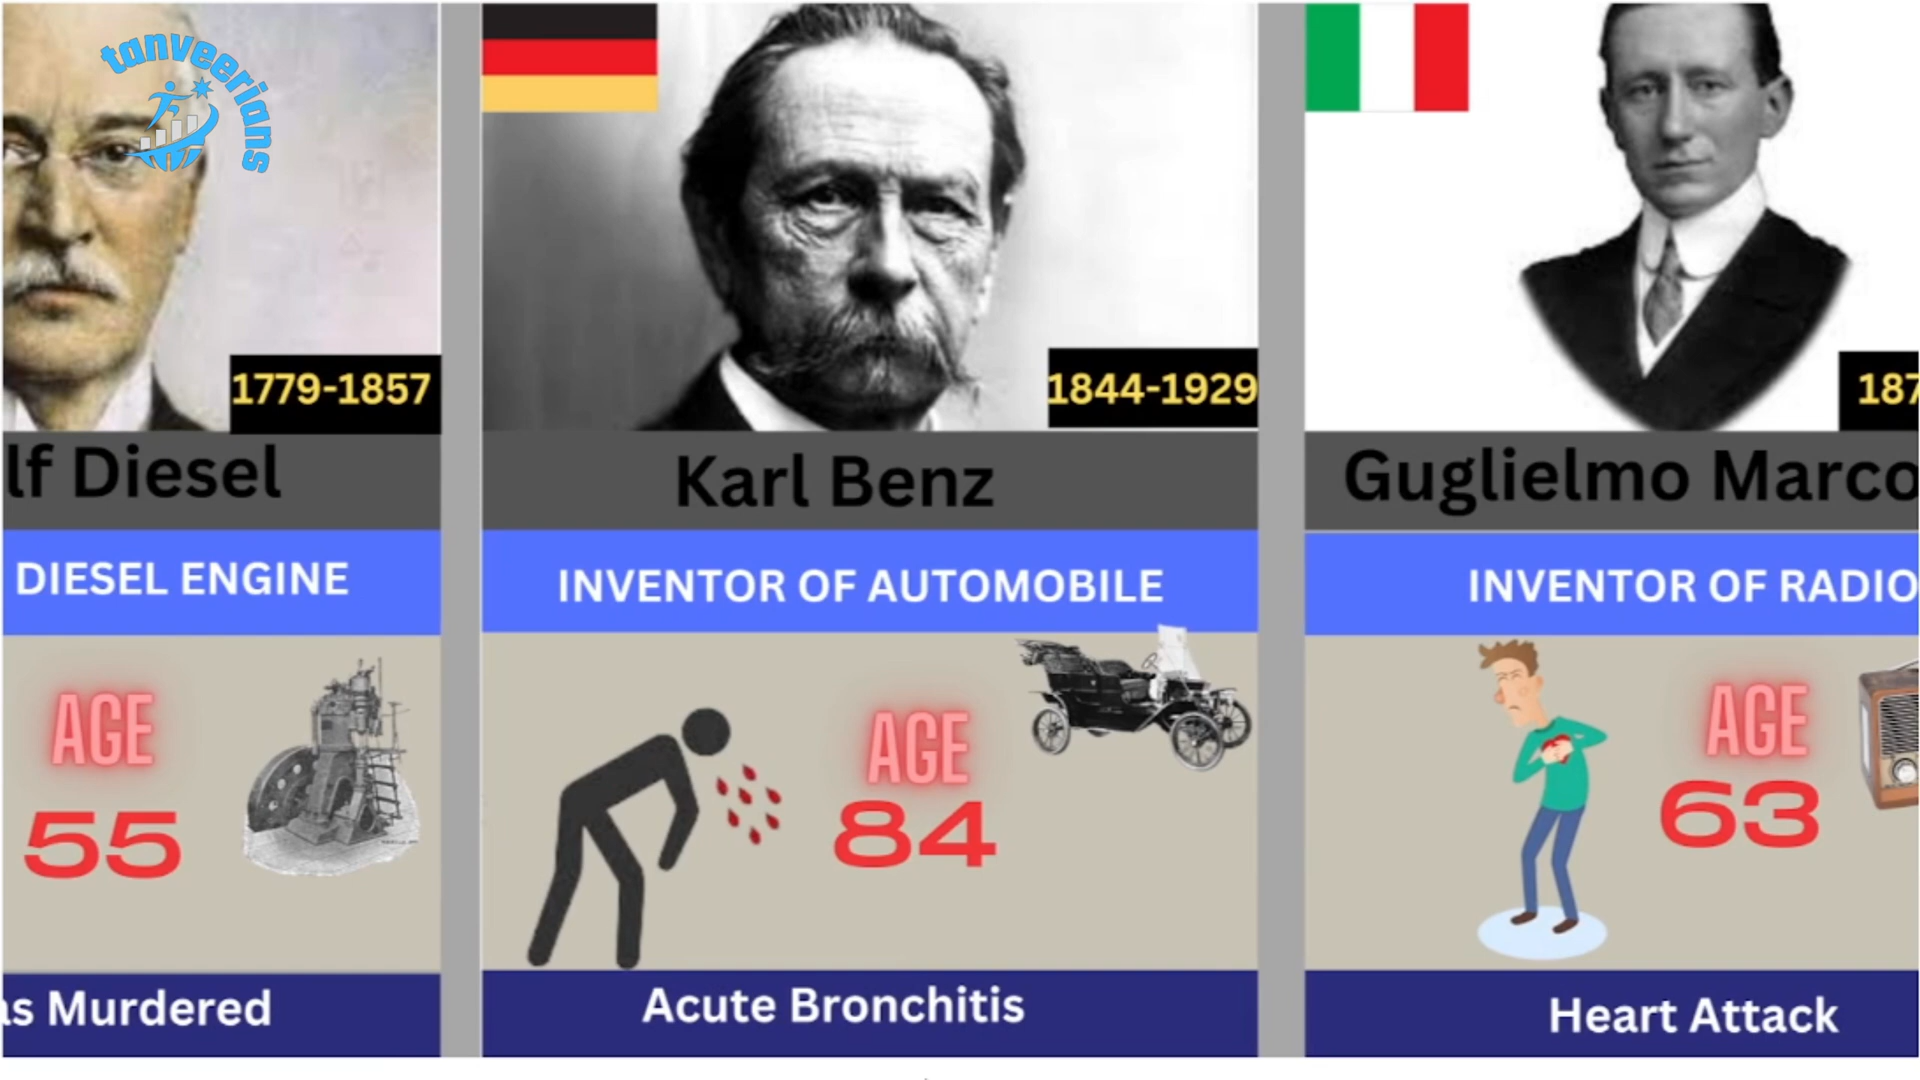 tanveerians
1779-1857
lf Diesel
DIESEL ENGINE
AGE
55
as Murdered
1844-1929
Karl Benz
INVENTOR OF AUTOMOBILE
AGE
84
Acute Bronchitis
187
Guglielmo Marco
INVENTOR OF RADIO
AGE
63
Heart Attack